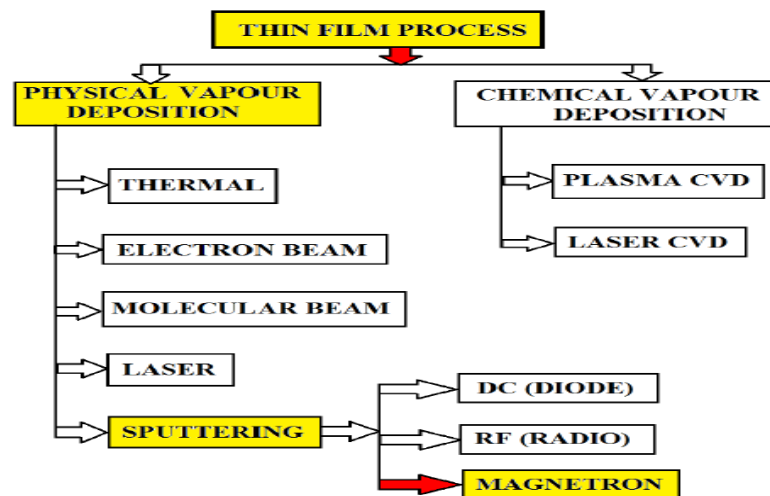 THIN FILM PROCESS
PHYSICAL VAPOUR
DEPOSITION
THERMAL
ELECTRON BEAM
MOLECULAR BEAM
LASER
SPUTTERING
CHEMICAL VAPOUR
DEPOSITION
PLASMA CVD
LASER CVD
DC (DIODE)
RF (RADIO)
MAGNETRON